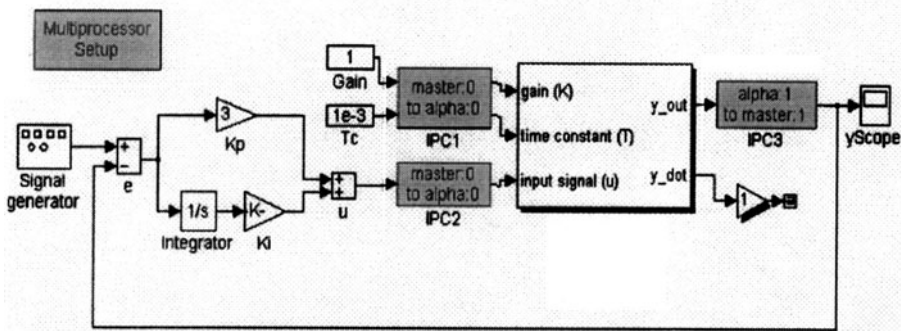 Multiprocessor
Setup
1
Gain
1e-3
Tc
master:0
to alpha:0
IPC1
gain (K)
time constant (T)
input signal (u)
y_out
y_dot
alpha:1
to master:1
IPC3
yScope
Signal
generator
+
−
e
3
Kp
1/s
Integrator
K-
Ki
+
+
u
master:0
to alpha:0
IPC2
1